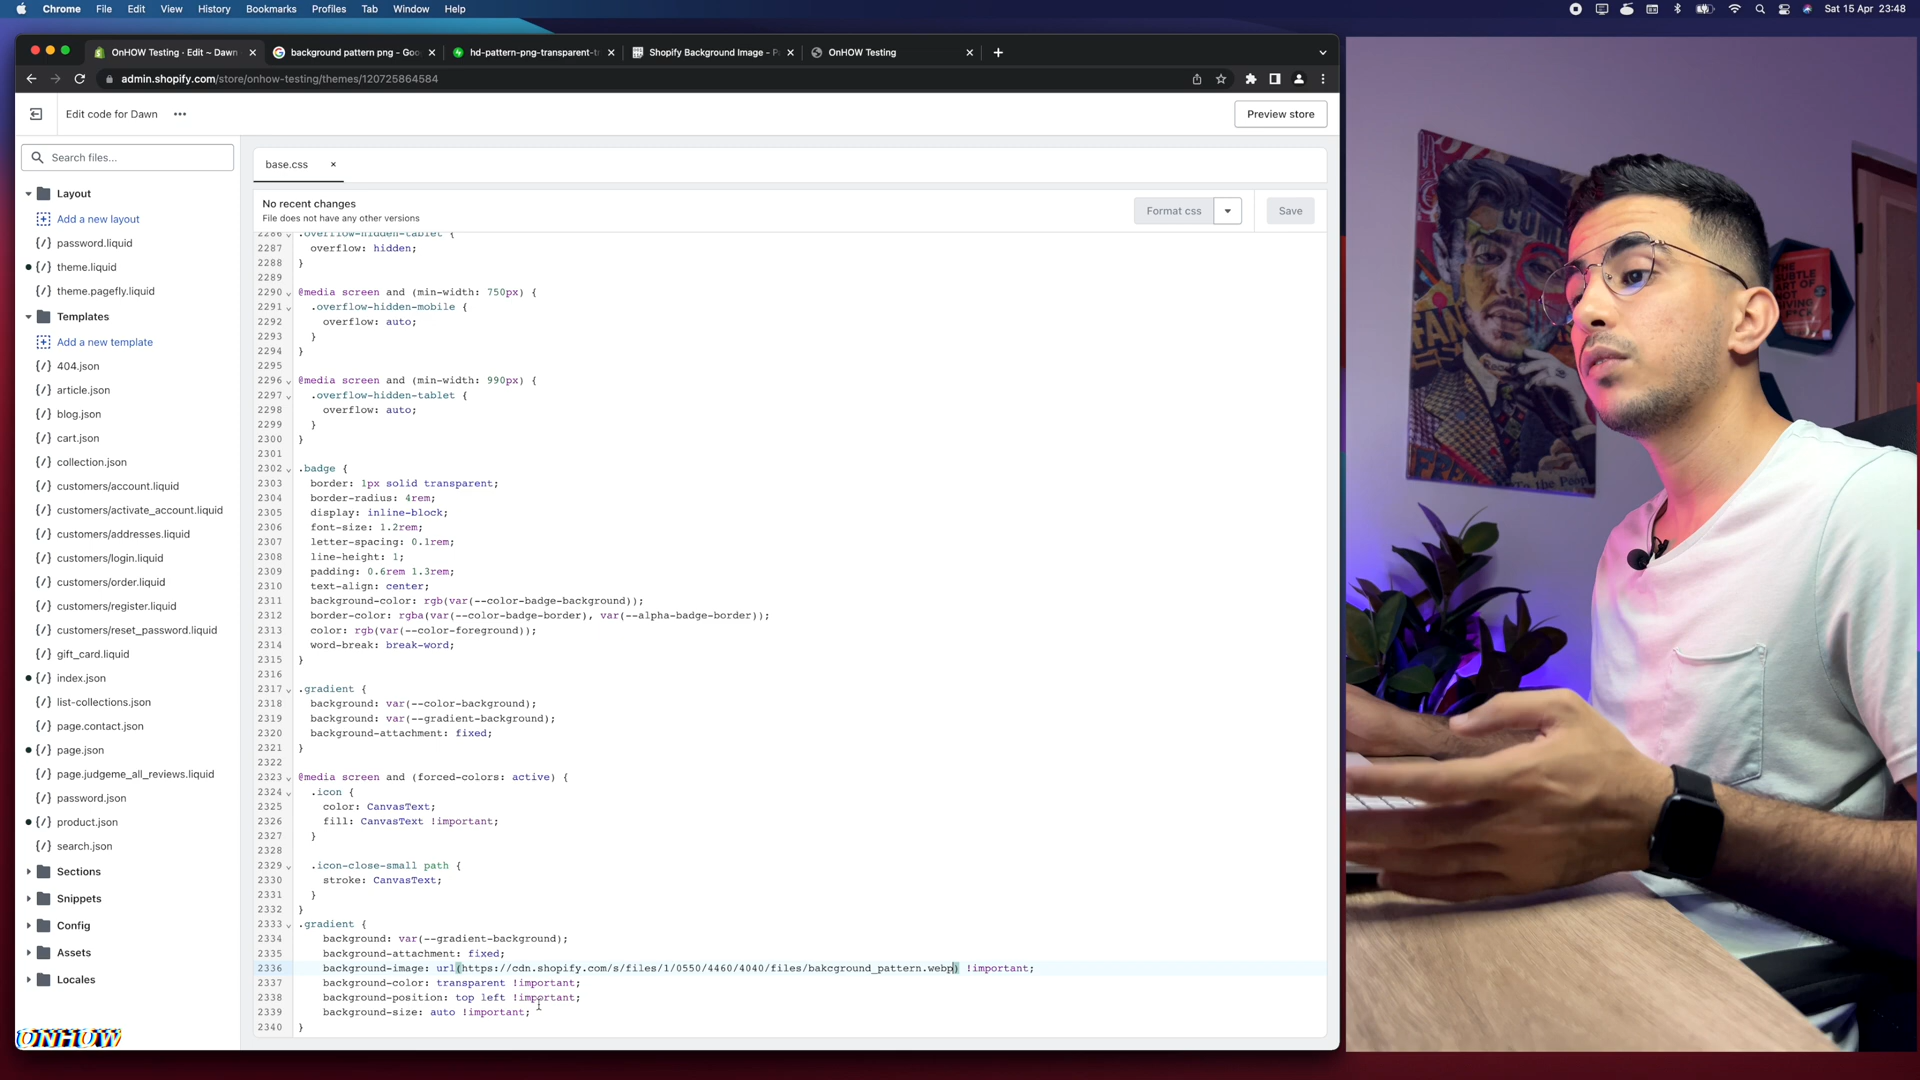 Chrome File Edit View History Bookmarks Profiles Tab Window Help Sat 15 Apr 23:48
OnHOW Testing · Edit ~ Dawn × background pattern png - Goo × hd-pattern-png-transparent-tr × Shopify Background Image - P × OnHOW Testing × +
admin.shopify.com/store/onhow-testing/themes/120725864584
Edit code for Dawn ••• Preview store
Search files...
Layout
Add a new layout
{/} password.liquid
{/} theme.liquid
{/} theme.pagefly.liquid
Templates
Add a new template
{/} 404.json
{/} article.json
{/} blog.json
{/} cart.json
{/} collection.json
{/} customers/account.liquid
{/} customers/activate_account.liquid
{/} customers/addresses.liquid
{/} customers/login.liquid
{/} customers/order.liquid
{/} customers/register.liquid
{/} customers/reset_password.liquid
{/} gift_card.liquid
{/} index.json
{/} list-collections.json
{/} page.contact.json
{/} page.json
{/} page.judgeme_all_reviews.liquid
{/} password.json
{/} product.json
{/} search.json
Sections
Snippets
Config
Assets
Locales
ONHOW
base.css ×
No recent changes
File does not have any other versions
Format css Save
2286 .overflow-hidden-tablet {
2287 overflow: hidden;
2288 }
2289
2290 @media screen and (min-width: 750px) {
2291 .overflow-hidden-mobile {
2292 overflow: auto;
2293 }
2294 }
2295
2296 @media screen and (min-width: 990px) {
2297 .overflow-hidden-tablet {
2298 overflow: auto;
2299 }
2300 }
2301
2302 .badge {
2303 border: 1px solid transparent;
2304 border-radius: 4rem;
2305 display: inline-block;
2306 font-size: 1.2rem;
2307 letter-spacing: 0.1rem;
2308 line-height: 1;
2309 padding: 0.6rem 1.3rem;
2310 text-align: center;
2311 background-color: rgb(var(--color-badge-background));
2312 border-color: rgba(var(--color-badge-border), var(--alpha-badge-border));
2313 color: rgb(var(--color-foreground));
2314 word-break: break-word;
2315 }
2316
2317 .gradient {
2318 background: var(--color-background);
2319 background: var(--gradient-background);
2320 background-attachment: fixed;
2321 }
2322
2323 @media screen and (forced-colors: active) {
2324 .icon {
2325 color: CanvasText;
2326 fill: CanvasText !important;
2327 }
2328
2329 .icon-close-small path {
2330 stroke: CanvasText;
2331 }
2332 }
2333 .gradient {
2334 background: var(--gradient-background);
2335 background-attachment: fixed;
2336 background-image: url(https://cdn.shopify.com/s/files/1/0550/4460/4040/files/bakcground_pattern.webp) !important;
2337 background-color: transparent !important;
2338 background-position: top left !important;
2339 background-size: auto !important;
2340 }
THE
SUBTLE
ART OF
NOT
GIVING
F*CK